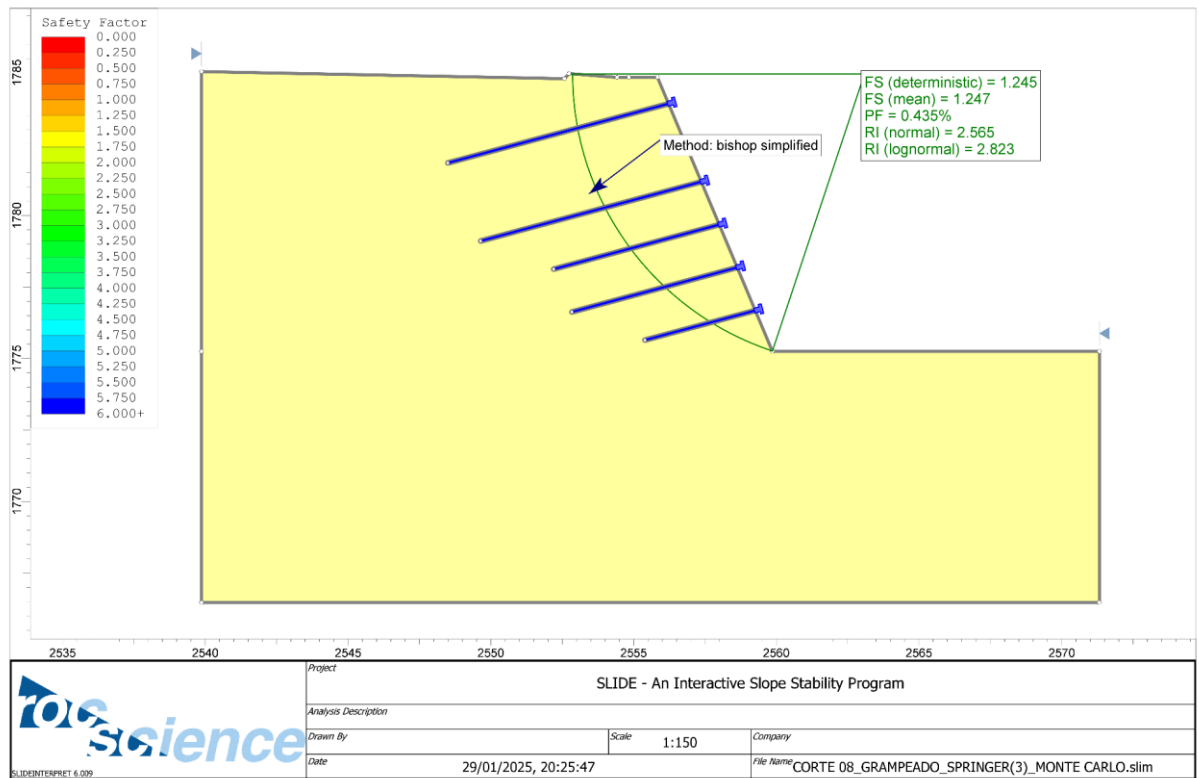 Safety Factor
0.000
0.250
0.500
0.750
1.000
1.250
1.500
1.750
2.000
2.250
2.500
2.750
3.000
3.250
3.500
3.750
4.000
4.250
4.500
4.750
5.000
5.250
5.500
5.750
6.000+
1785
1780
1775
1770
Method: bishop simplified
FS (deterministic) = 1.245
FS (mean) = 1.247
PF = 0.435%
RI (normal) = 2.565
RI (lognormal) = 2.823
2535 2540 2545 2550 2555 2560 2565 2570
rocscience
SLIDEINTERPRET 6.009
Project
SLIDE - An Interactive Slope Stability Program
Analysis Description
Drawn By
Scale 1:150
Company
Date 29/01/2025, 20:25:47
File Name CORTE 08_GRAMPEADO_SPRINGER(3)_MONTE CARLO.slim